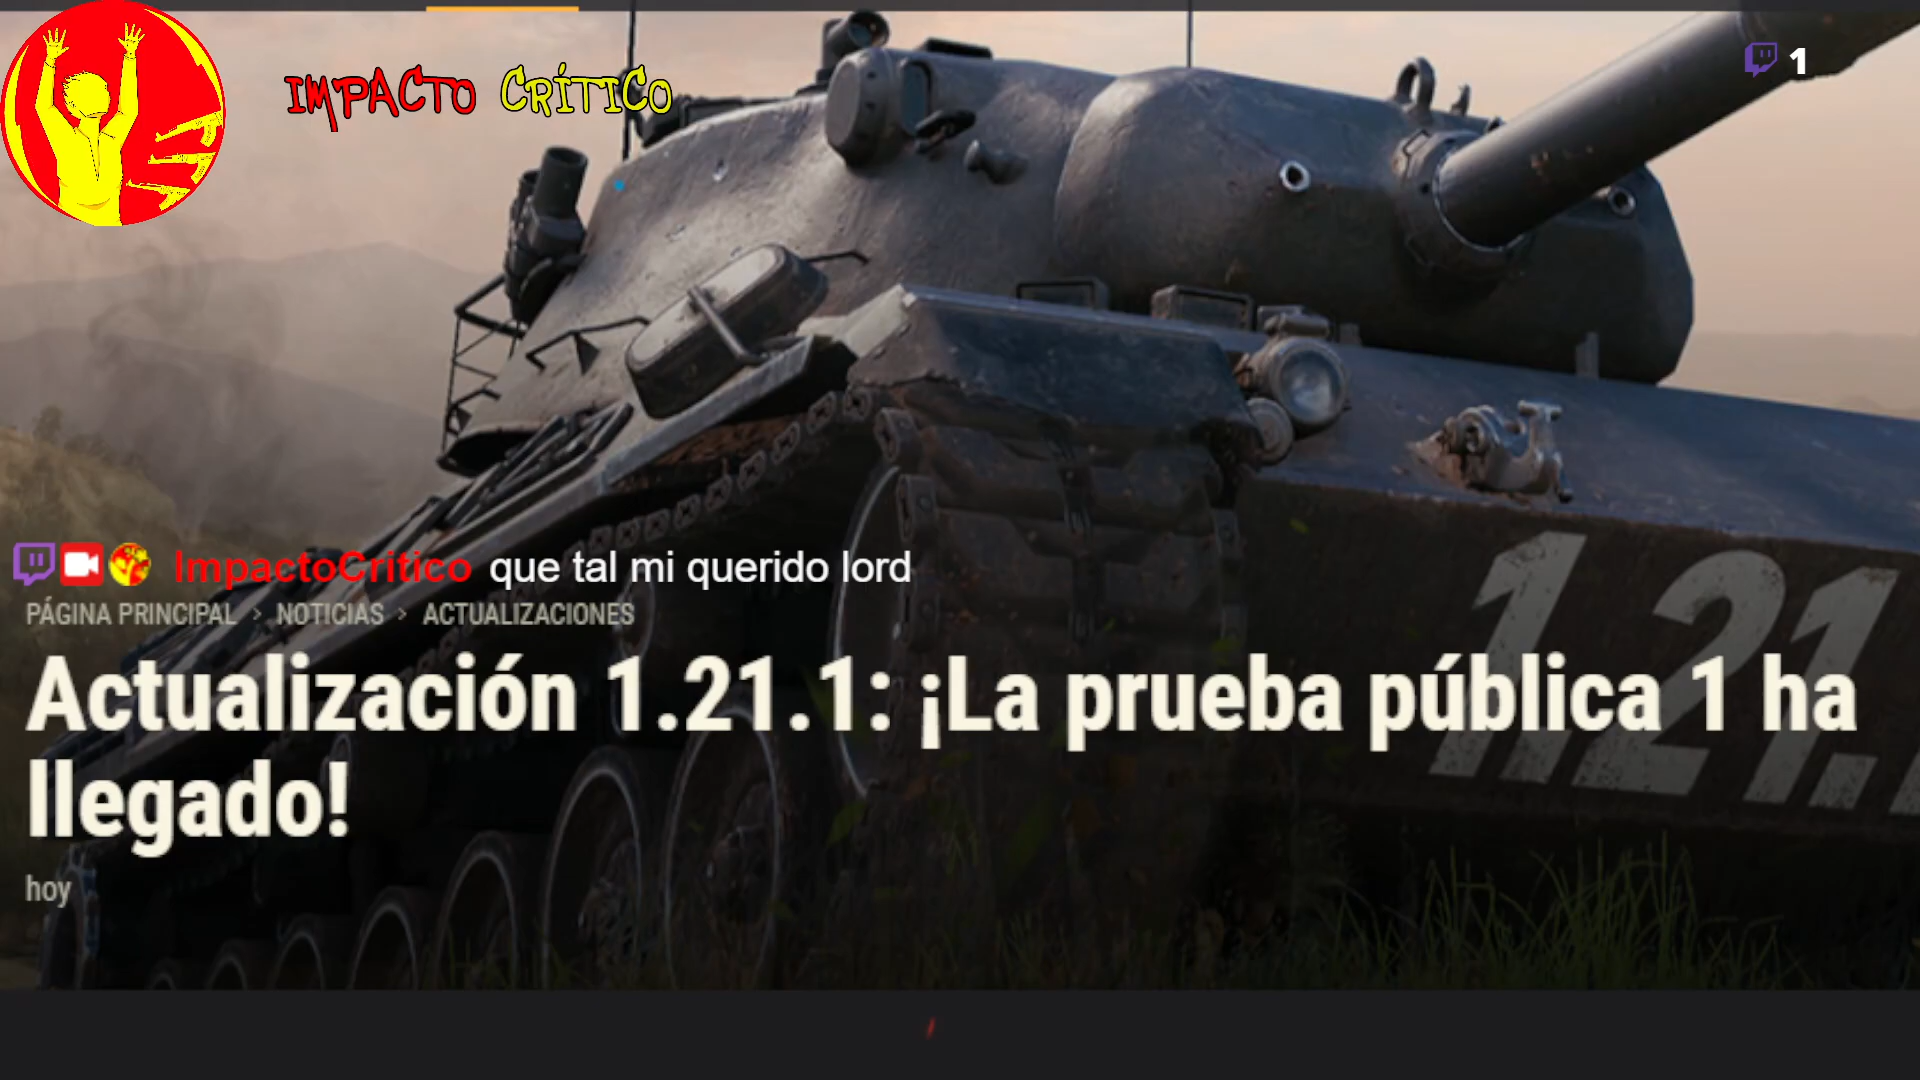 IMPACTO CRÍTICO
1
ImpactoCritico que tal mi querido lord
PÁGINA PRINCIPAL > NOTICIAS > ACTUALIZACIONES
1.21.
Actualización 1.21.1: ¡La prueba pública 1 ha
llegado!
hoy